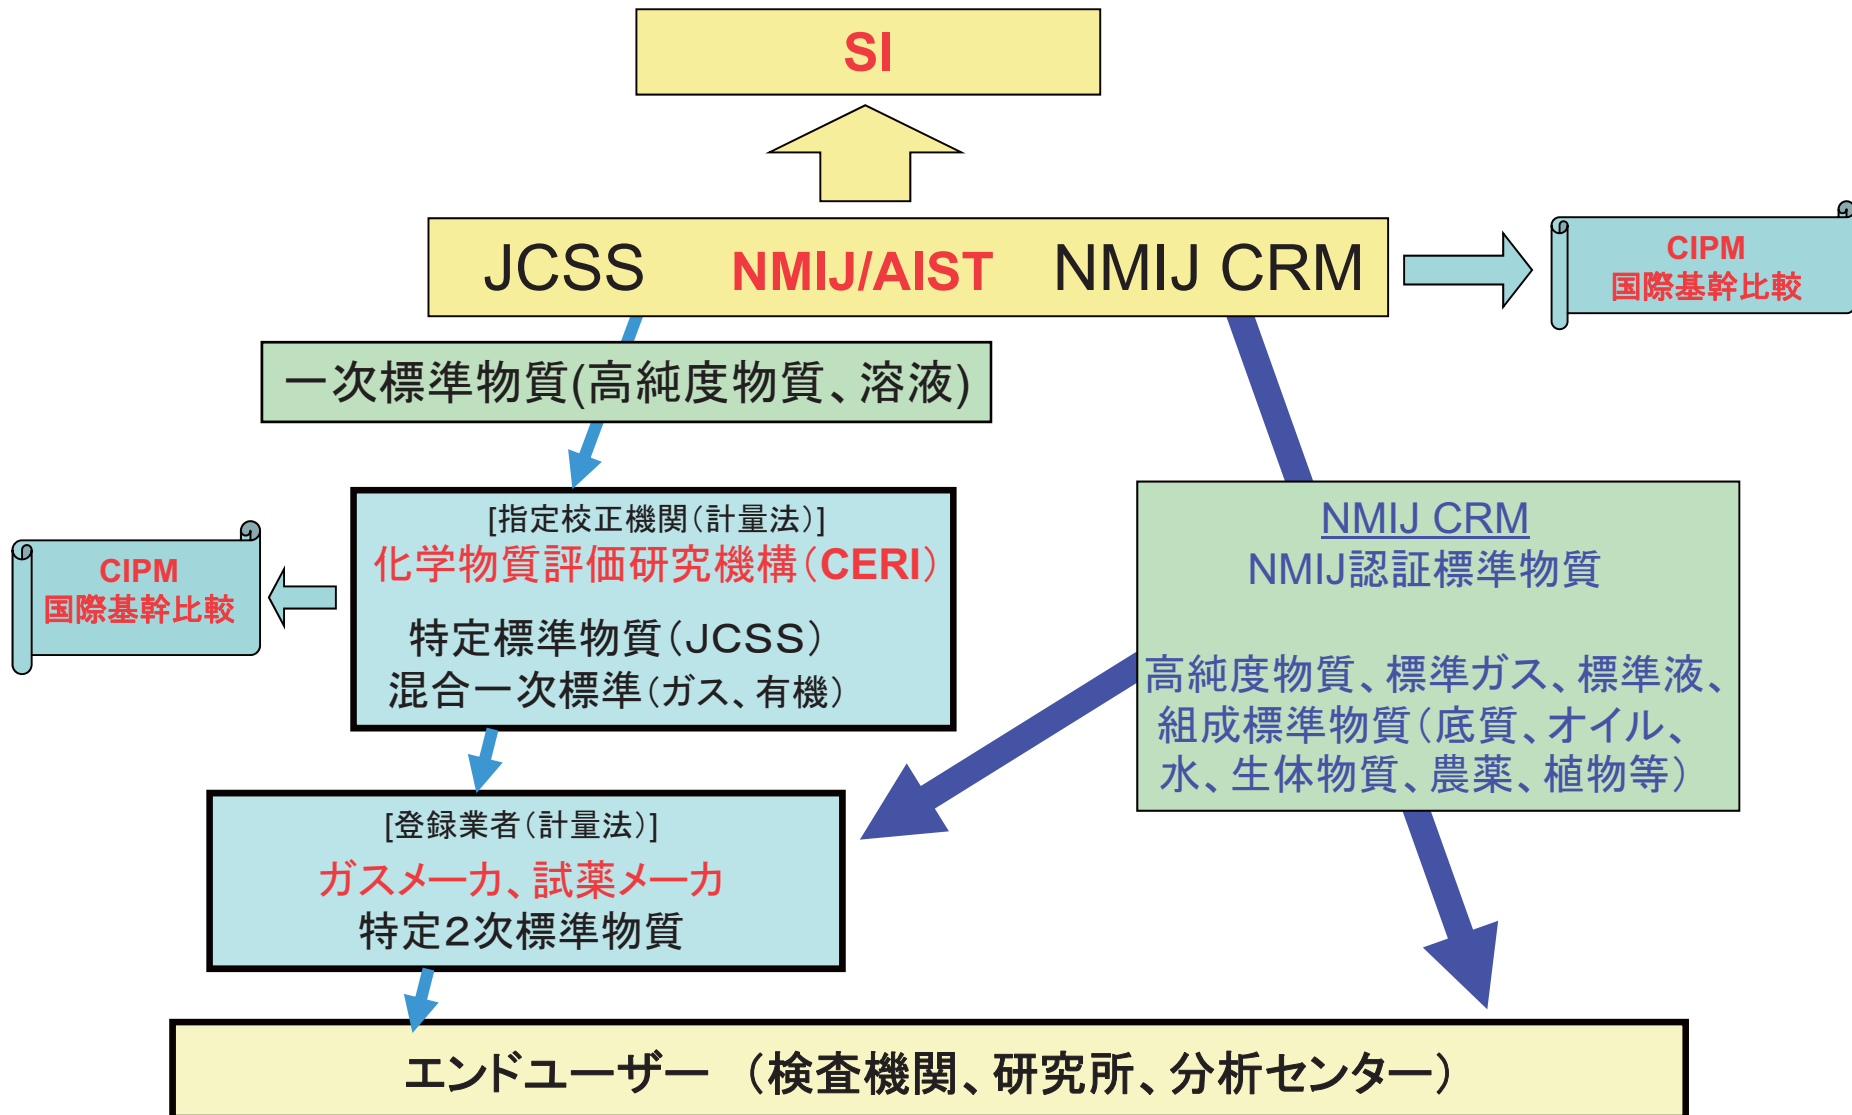 SI
JCSS NMIJ/AIST NMIJ CRM
CIPM
国際基幹比較
一次標準物質(高純度物質、溶液)
[指定校正機関(計量法)]
化学物質評価研究機構(CERI)
特定標準物質(JCSS)
混合一次標準(ガス、有機)
CIPM
国際基幹比較
NMIJ CRM
NMIJ認証標準物質
高純度物質、標準ガス、標準液、
組成標準物質(底質、オイル、
水、生体物質、農薬、植物等)
[登録業者(計量法)]
ガスメーカ、試薬メーカ
特定2次標準物質
エンドユーザー (検査機関、研究所、分析センター)